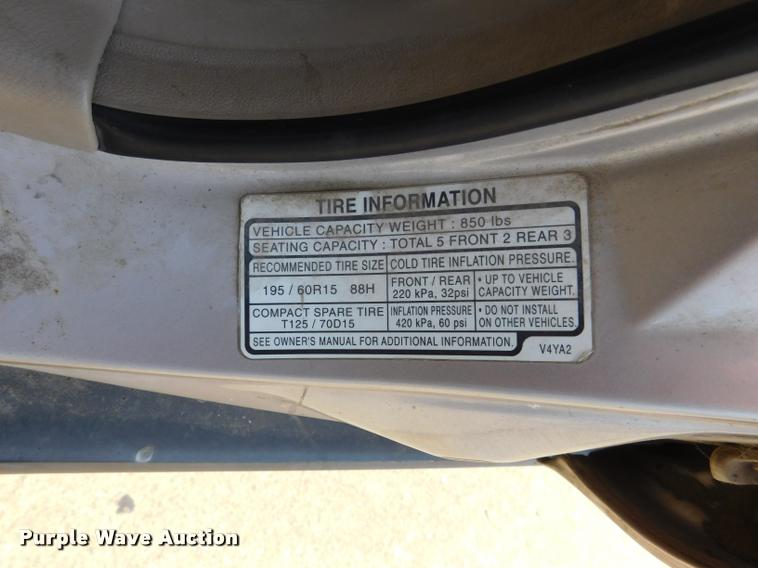 TIRE INFORMATION
VEHICLE CAPACITY WEIGHT : 850 lbs
SEATING CAPACITY : TOTAL 5 FRONT 2 REAR 3
RECOMMENDED TIRE SIZE COLD TIRE INFLATION PRESSURE.
195 / 60R15 88H
FRONT / REAR
220 kPa, 32psi
• UP TO VEHICLE
CAPACITY WEIGHT.
COMPACT SPARE TIRE
T125 / 70D15
INFLATION PRESSURE
420 kPa, 60 psi
• DO NOT INSTALL
ON OTHER VEHICLES.
SEE OWNER'S MANUAL FOR ADDITIONAL INFORMATION.
V4YA2
Purple Wave Auction